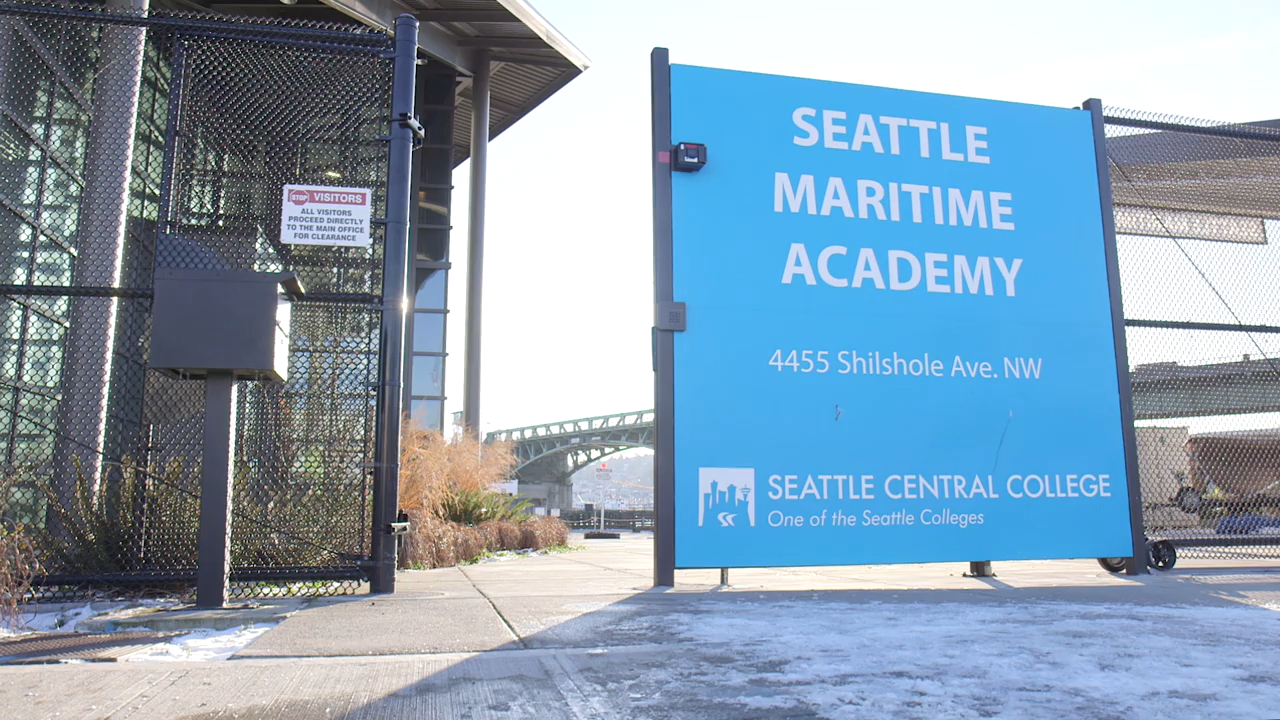 STOP VISITORS
ALL VISITORS
PROCEED DIRECTLY
TO THE MAIN OFFICE
FOR CLEARANCE
SEATTLE
MARITIME
ACADEMY
4455 Shilshole Ave. NW
SEATTLE CENTRAL COLLEGE
One of the Seattle Colleges